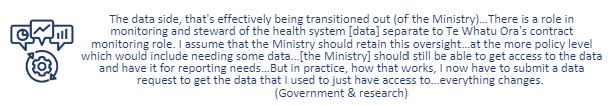 The data side, that's effectively being transitioned out (of the Ministry)...There is a role in
monitoring and steward of the health system [data] separate to Te Whatu Ora's contract
monitoring role. I assume that the Ministry should retain this oversight...at the more policy level
which would include needing some data...[the Ministry] should still be able to get access to the data
and have it for reporting needs...But in practice, how that works, I now have to submit a data
request to get the data that I used to just have access to...everything changes.
(Government & research)